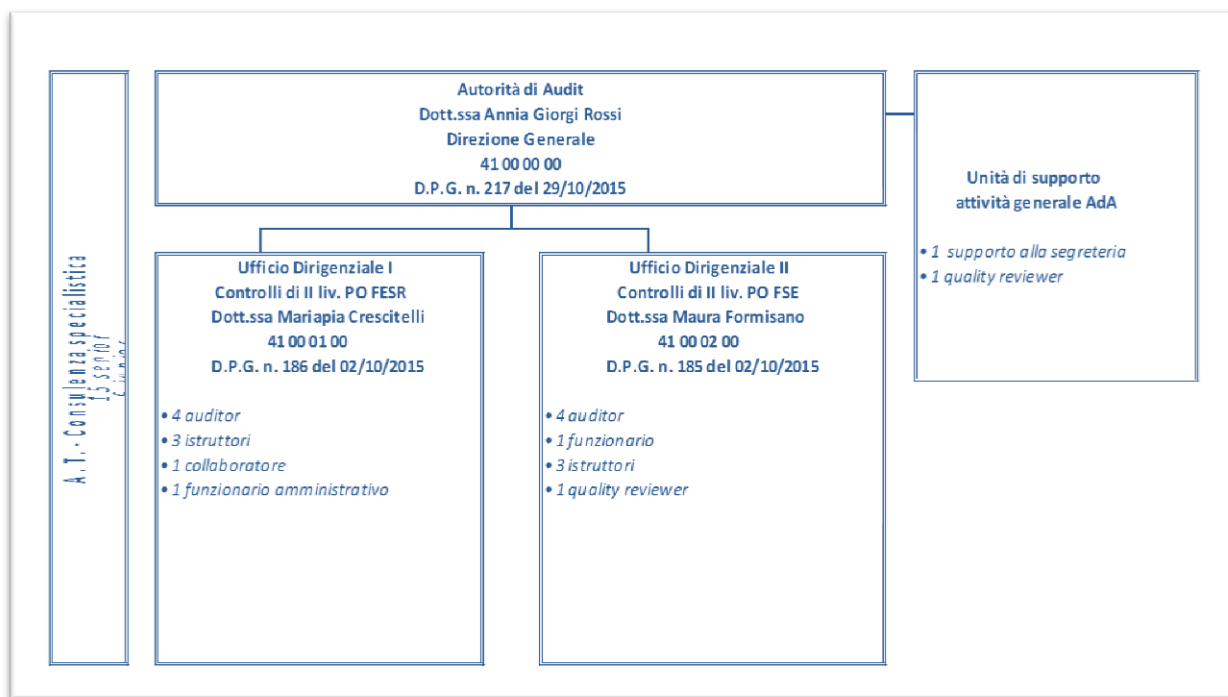 A.T. - Consulenza specialistica
15 senior
Autorità di Audit
Dott.ssa Annia Giorgi Rossi
Direzione Generale
41 00 00 00
D.P.G. n. 217 del 29/10/2015
Unità di supporto
attività generale AdA
• 1 supporto alla segreteria
• 1 quality reviewer
Ufficio Dirigenziale I
Controlli di II liv. PO FESR
Dott.ssa Mariapia Crescitelli
41 00 01 00
D.P.G. n. 186 del 02/10/2015
• 4 auditor
• 3 istruttori
• 1 collaboratore
• 1 funzionario amministrativo
Ufficio Dirigenziale II
Controlli di II liv. PO FSE
Dott.ssa Maura Formisano
41 00 02 00
D.P.G. n. 185 del 02/10/2015
• 4 auditor
• 1 funzionario
• 3 istruttori
• 1 quality reviewer